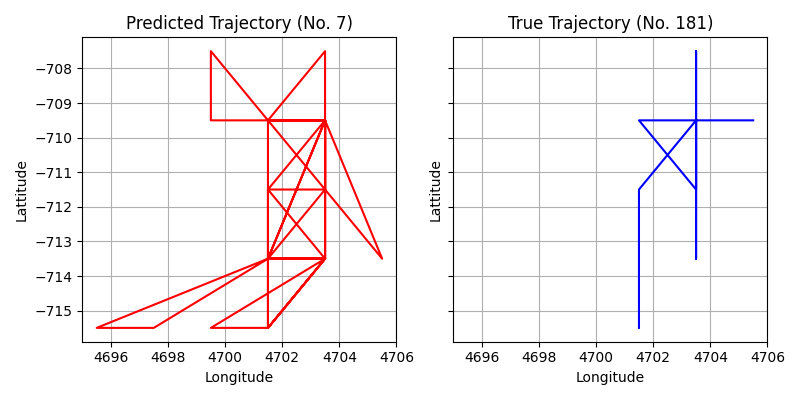 Predicted Trajectory (No. 7)
Lattitude
−708
−709
−710
−711
−712
−713
−714
−715
4696 4698 4700 4702 4704 4706
Longitude
True Trajectory (No. 181)
Lattitude
4696 4698 4700 4702 4704 4706
Longitude